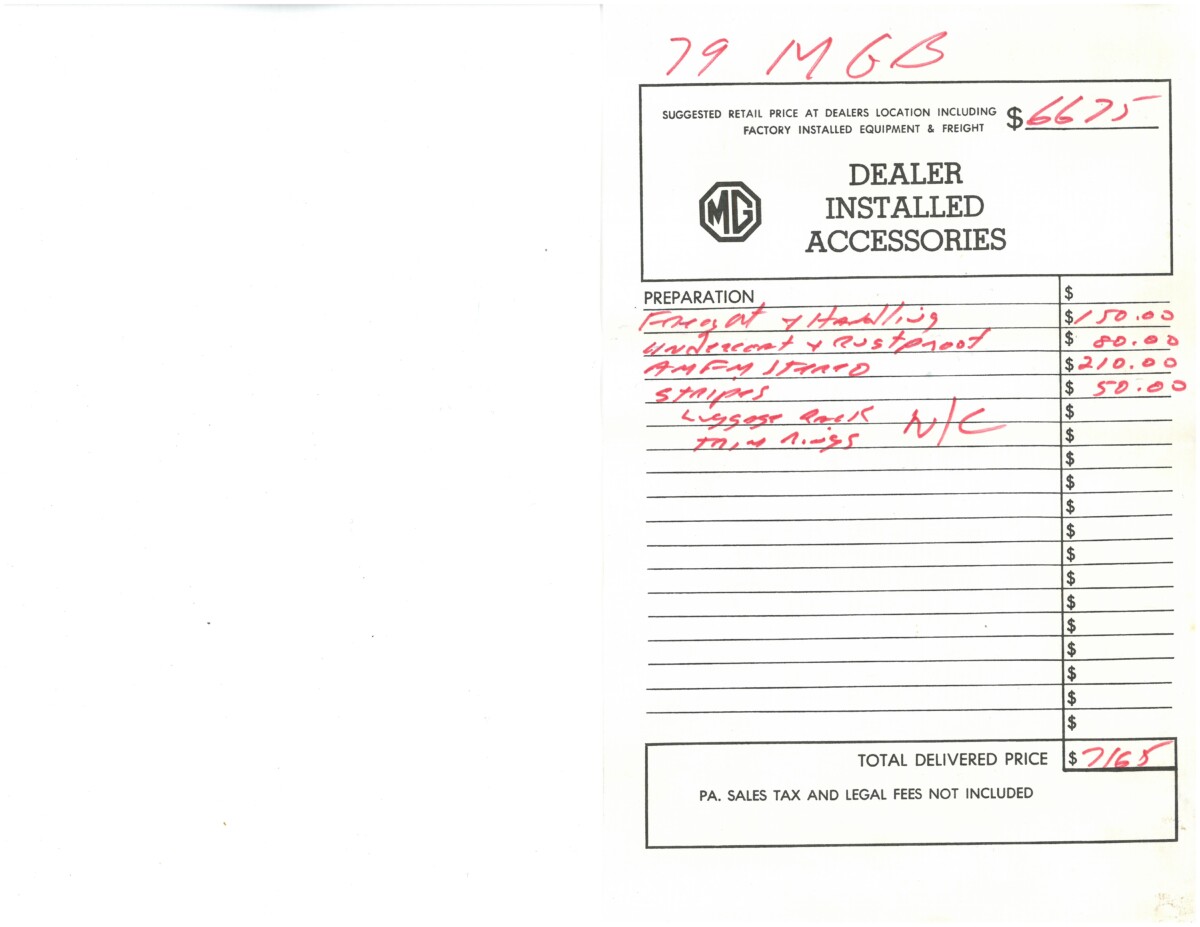 79 MGB
SUGGESTED RETAIL PRICE AT DEALERS LOCATION INCLUDING
FACTORY INSTALLED EQUIPMENT & FREIGHT $6675
MG
DEALER
INSTALLED
ACCESSORIES
PREPARATION $
Freight & Handling $150.00
Undercoat & Rustproof $ 80.00
AM FM STEREO $210.00
Stripes $ 50.00
Luggage Rack N/C $
Trim Rings $
$
$
$
$
$
$
$
$
$
$
$
$
TOTAL DELIVERED PRICE $7165
PA. SALES TAX AND LEGAL FEES NOT INCLUDED